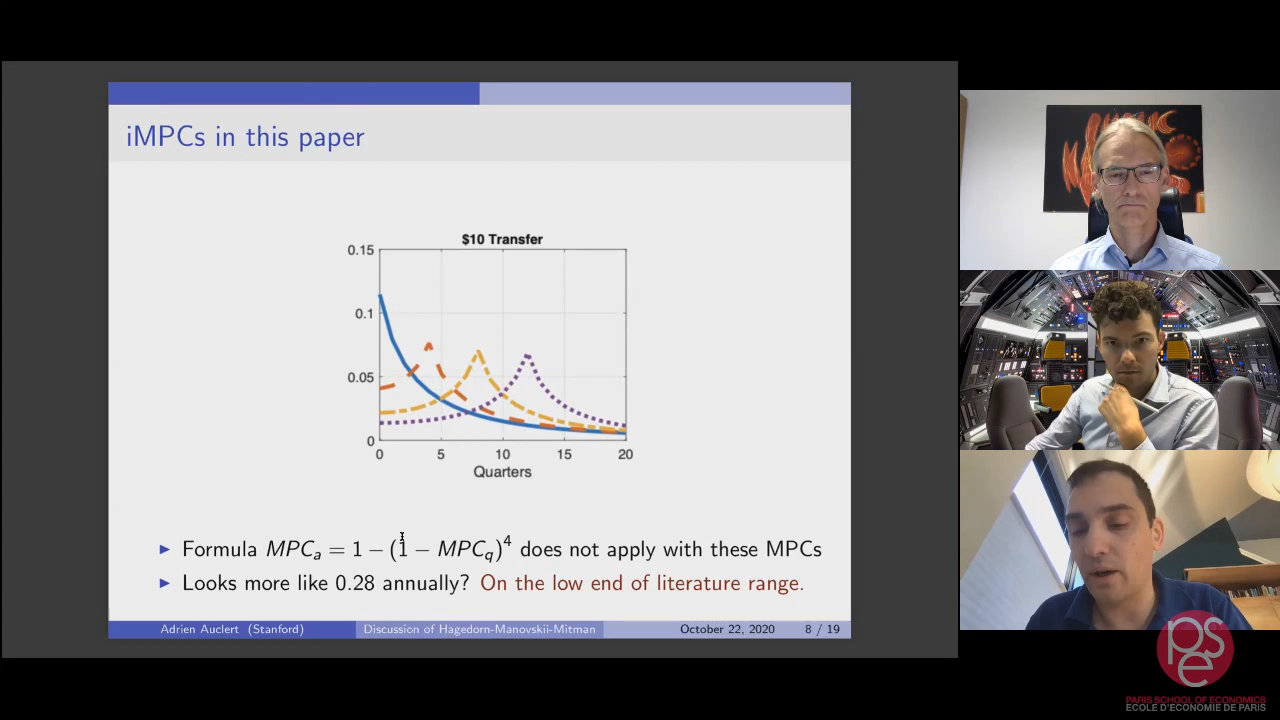 iMPCs in this paper
$10 Transfer
0.15
0.1
0.05
0
0 5 10 15 20
Quarters
▶ Formula MPCₐ = 1 − (1 − MPC_q)⁴ does not apply with these MPCs
▶ Looks more like 0.28 annually? On the low end of literature range.
Adrien Auclert (Stanford) Discussion of Hagedorn-Manovskii-Mitman October 22, 2020 8 / 19
pse
PARIS SCHOOL OF ECONOMICS
ECOLE D'ECONOMIE DE PARIS